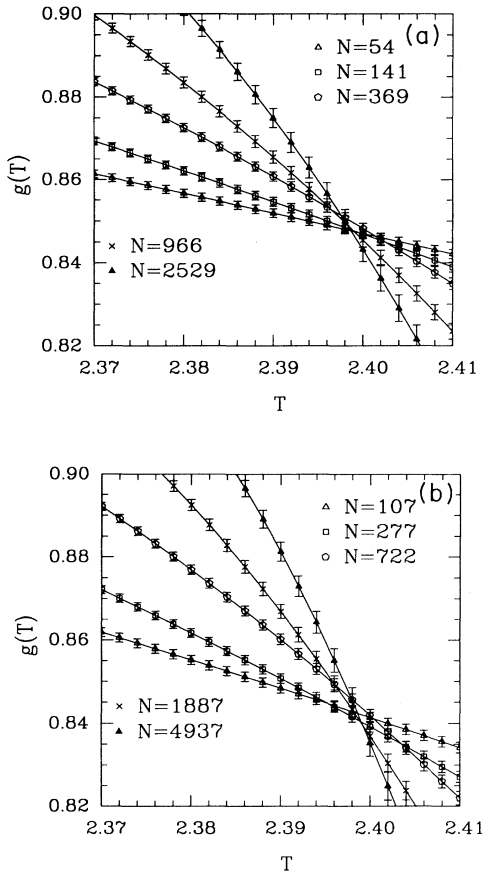 (a)
N=54
N=141
N=369
0.90
0.88
0.86
0.84
0.82
g(T)
N=966
N=2529
2.37 2.38 2.39 2.40 2.41
T
(b)
N=107
N=277
N=722
0.90
0.88
0.86
0.84
0.82
g(T)
N=1887
N=4937
2.37 2.38 2.39 2.40 2.41
T